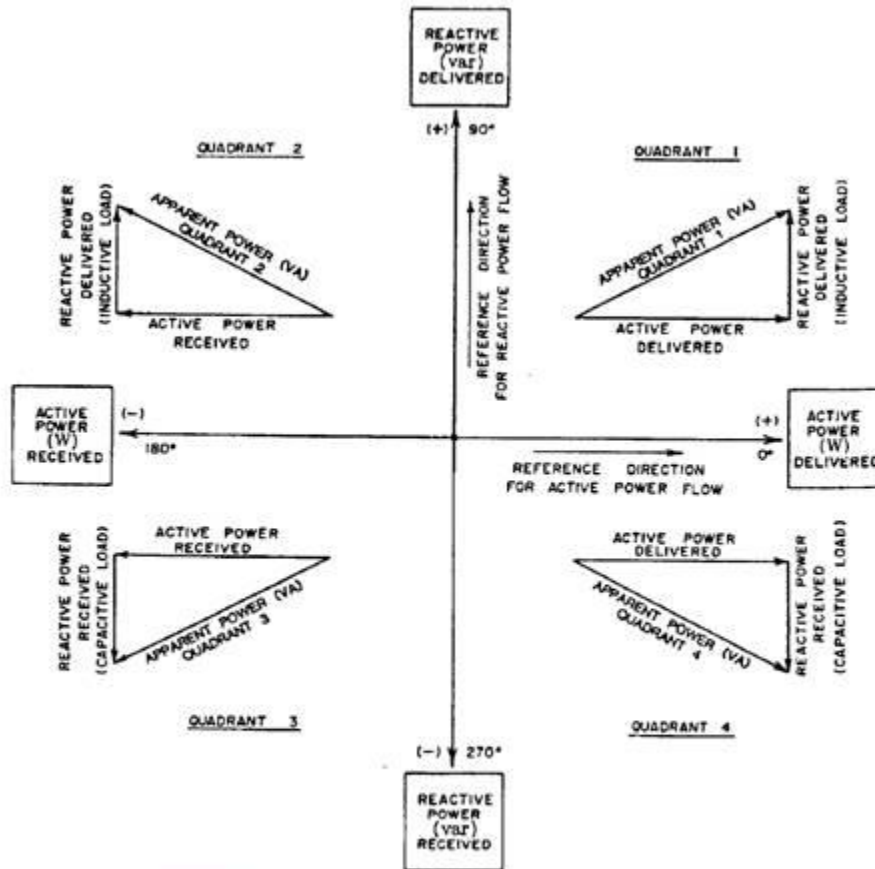 REACTIVE
POWER
(var)
DELIVERED
(+)
90°
QUADRANT 2
QUADRANT 1
REACTIVE POWER
DELIVERED
(INDUCTIVE LOAD)
APPARENT POWER (VA)
QUADRANT 2
ACTIVE POWER
RECEIVED
REFERENCE DIRECTION
FOR REACTIVE POWER FLOW
APPARENT POWER (VA)
QUADRANT 1
ACTIVE POWER
DELIVERED
REACTIVE POWER
DELIVERED
(INDUCTIVE LOAD)
ACTIVE
POWER
(W)
RECEIVED
(-)
180°
REFERENCE DIRECTION
FOR ACTIVE POWER FLOW
(+)
0°
ACTIVE
POWER
(W)
DELIVERED
REACTIVE POWER
RECEIVED
(CAPACITIVE LOAD)
ACTIVE POWER
RECEIVED
APPARENT POWER (VA)
QUADRANT 3
ACTIVE POWER
DELIVERED
APPARENT POWER (VA)
QUADRANT 4
REACTIVE POWER
RECEIVED
(CAPACITIVE LOAD)
QUADRANT 3
QUADRANT 4
(-)
270°
REACTIVE
POWER
(var)
RECEIVED